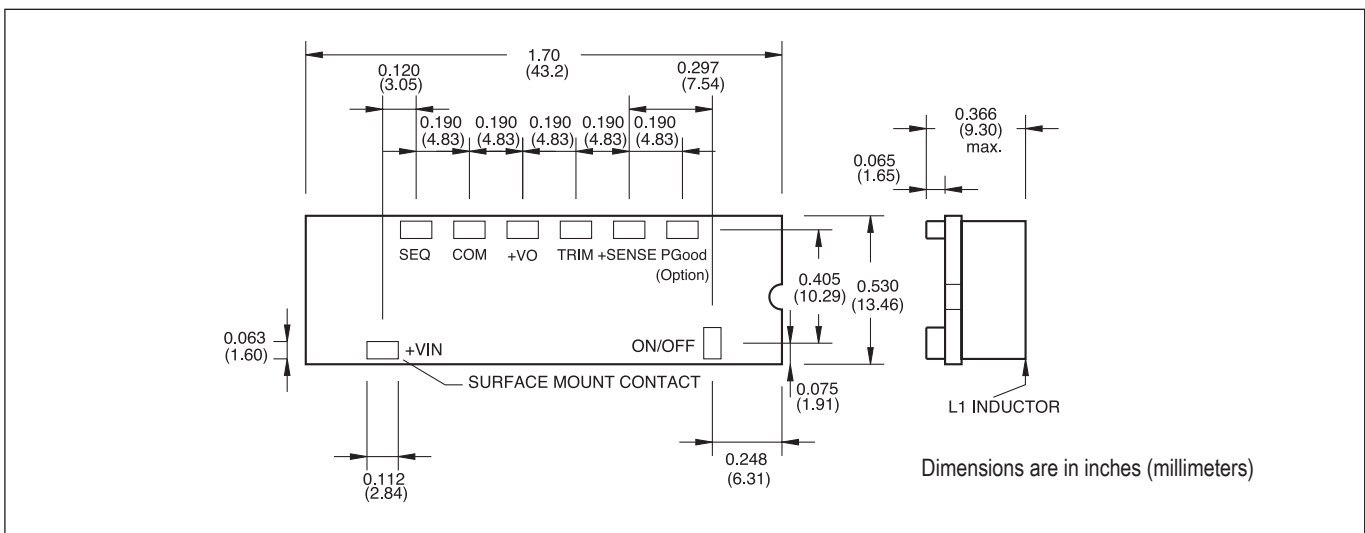 1.70
(43.2)
0.120
(3.05)
0.297
(7.54)
0.190 0.190 0.190 0.190 0.190
(4.83) (4.83) (4.83) (4.83) (4.83)
0.366
(9.30)
max.
0.065
(1.65)
SEQ COM +VO TRIM +SENSE PGood
(Option)
0.405
(10.29)
0.530
(13.46)
0.063
(1.60)
+VIN
ON/OFF
SURFACE MOUNT CONTACT
0.075
(1.91)
L1 INDUCTOR
0.112
(2.84)
0.248
(6.31)
Dimensions are in inches (millimeters)